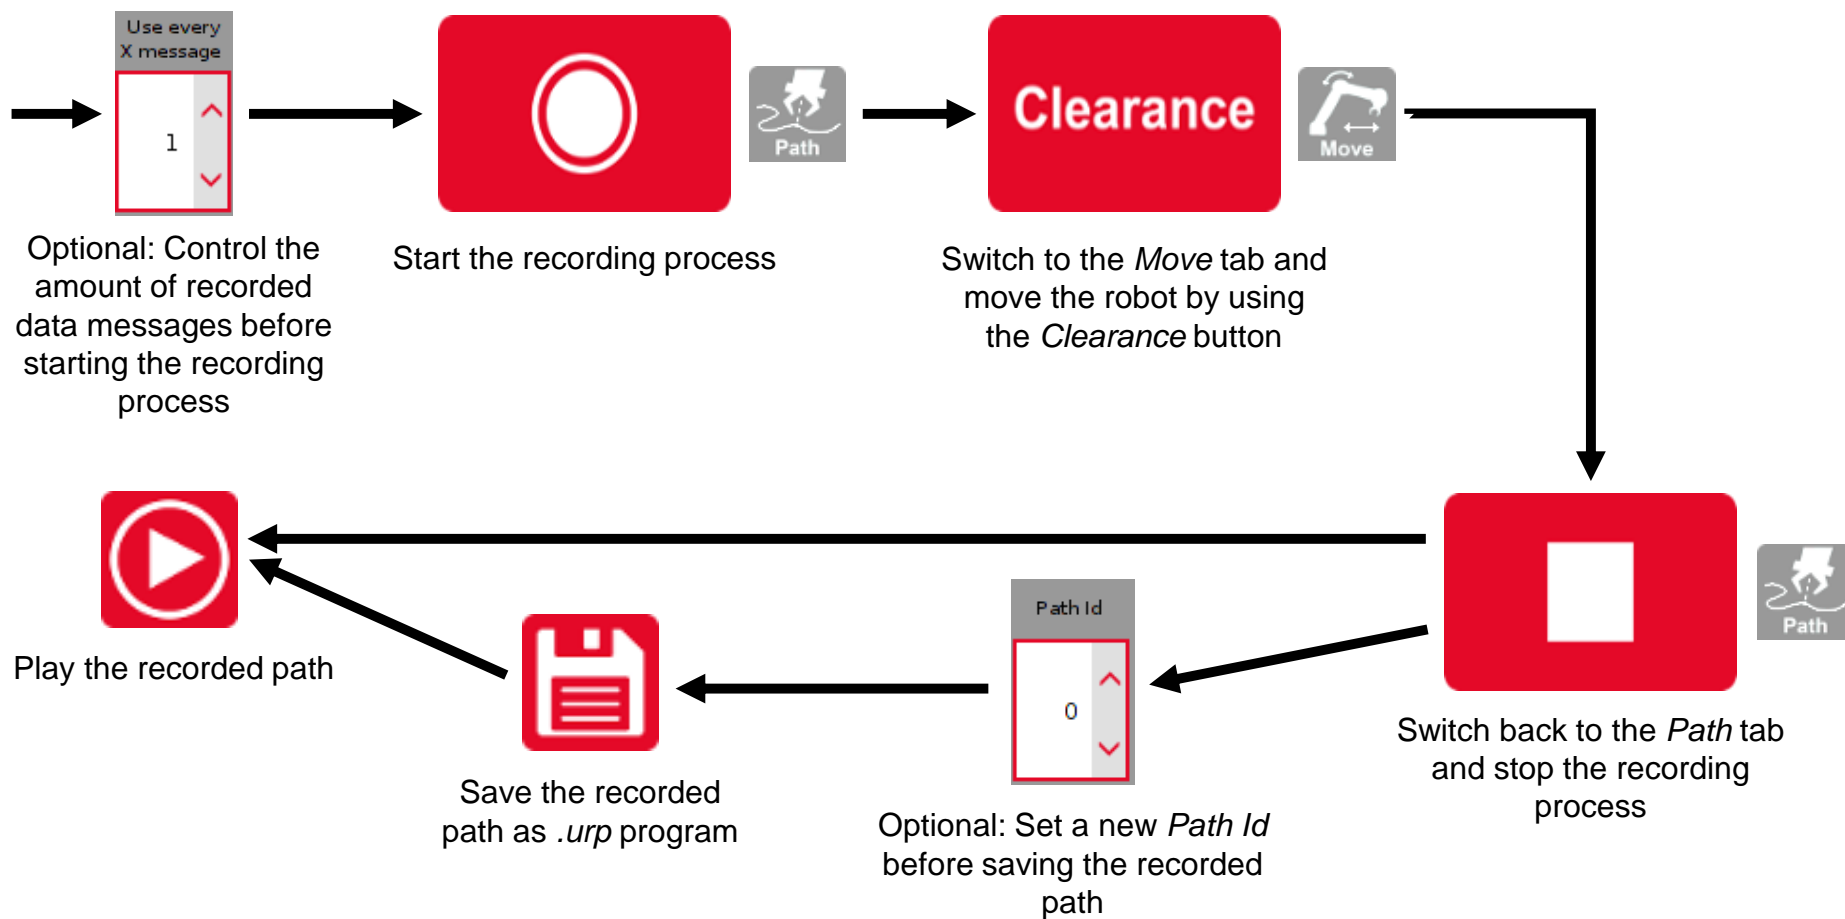 Use every
X message
1
Optional: Control the
amount of recorded
data messages before
starting the recording
process
Path
Start the recording process
Clearance
Move
Switch to the Move tab and
move the robot by using
the Clearance button
Path
Switch back to the Path tab
and stop the recording
process
Path Id
0
Optional: Set a new Path Id
before saving the recorded
path
Save the recorded
path as .urp program
Play the recorded path